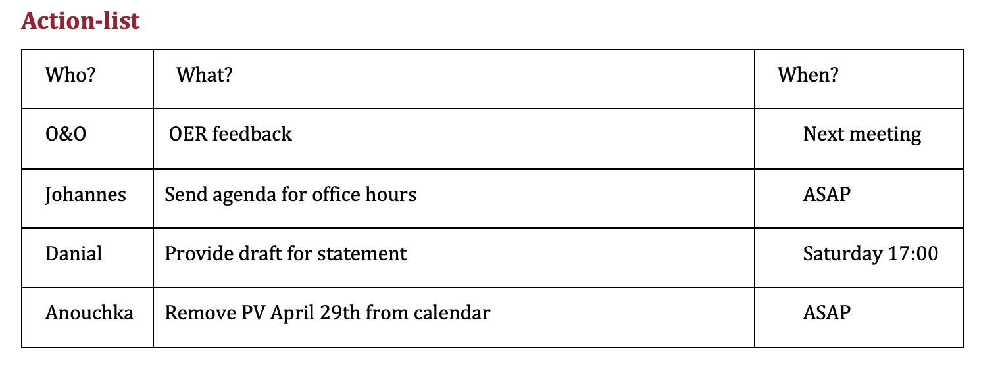 Action-list
Who? What? When?
O&O OER feedback Next meeting
Johannes Send agenda for office hours ASAP
Danial Provide draft for statement Saturday 17:00
Anouchka Remove PV April 29th from calendar ASAP